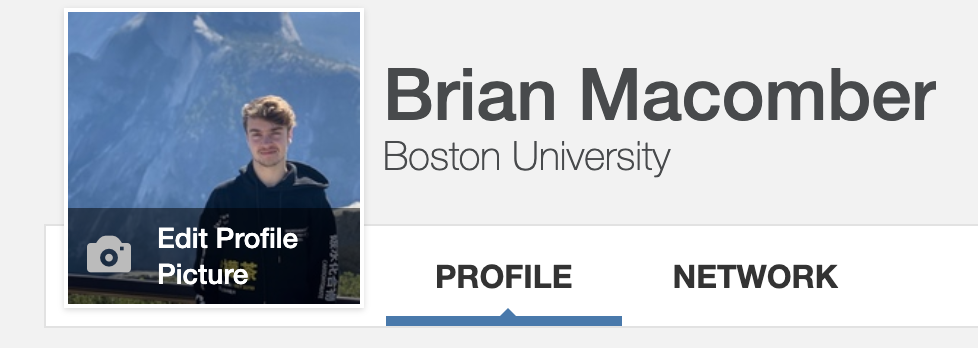 Brian Macomber
Boston University
Edit Profile
Picture
PROFILE
NETWORK